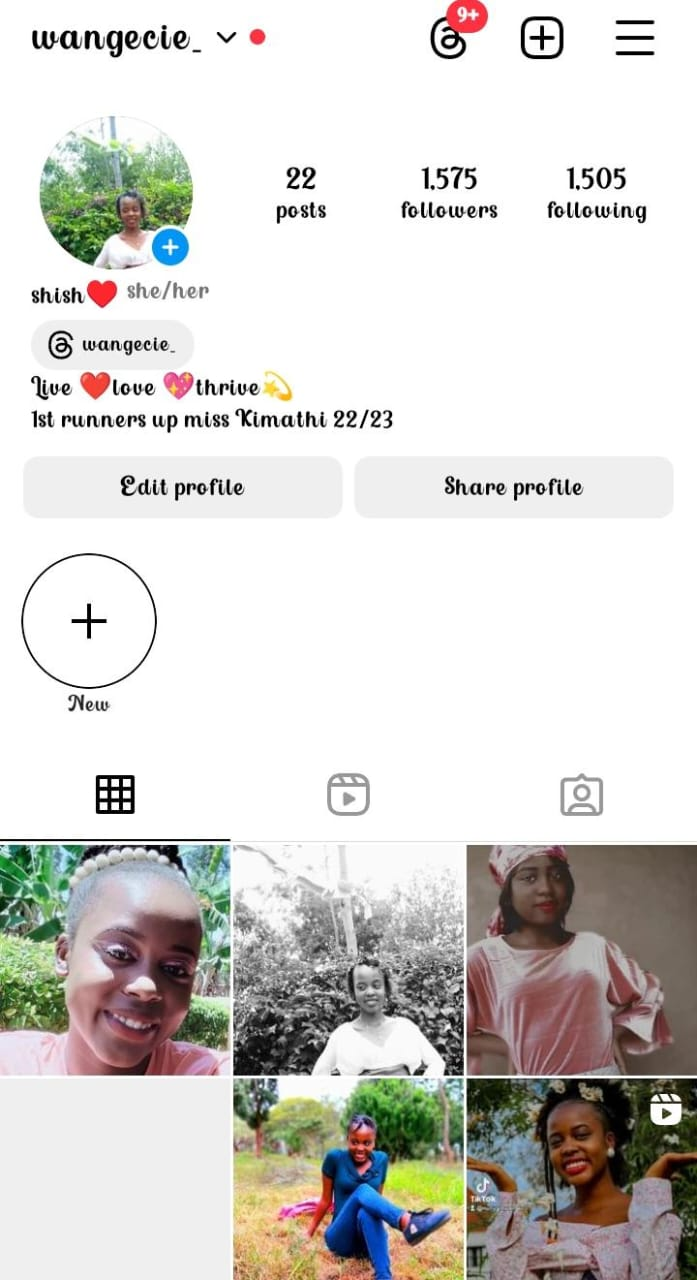 wangecie_
9+
22
posts
1,575
followers
1,505
following
shish❤️ she/her
wangecie_
Live ❤️love 💖thrive💫
1st runners up miss Kimathi 22/23
Edit profile
Share profile
New
TikTok